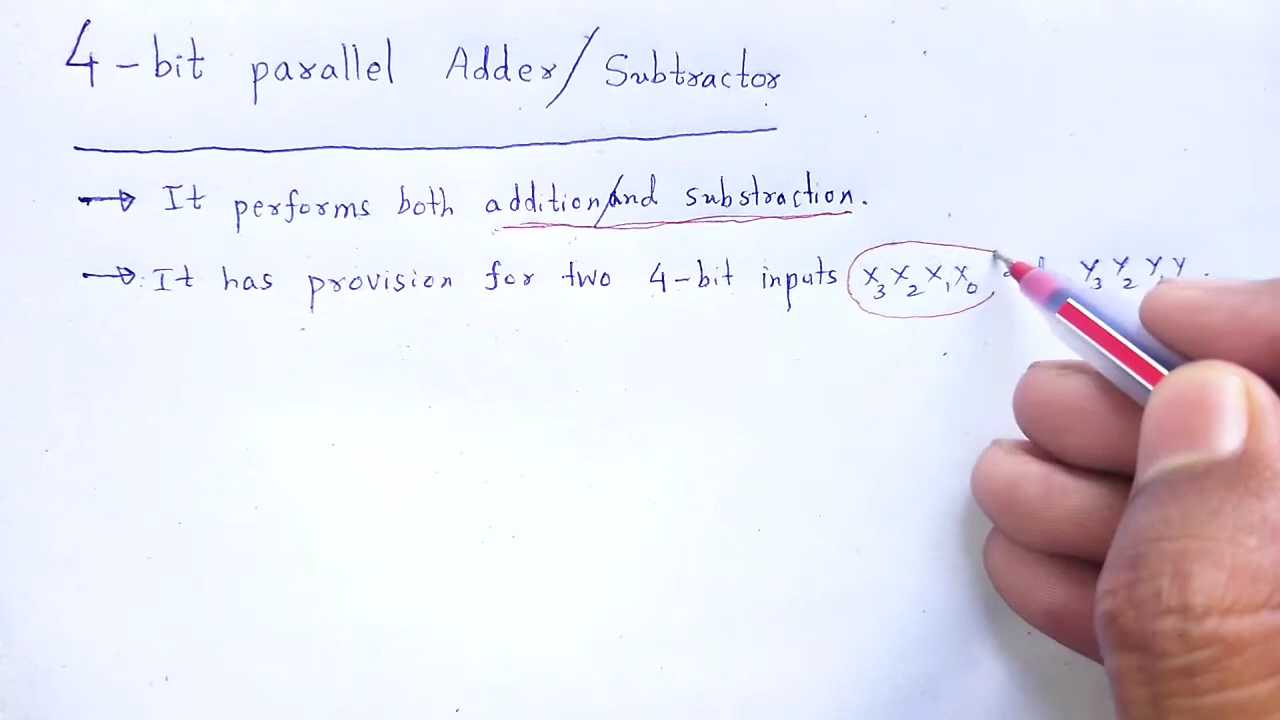 4-bit parallel Adder/Subtractor
→ It performs both addition/and substraction.
→ It has provision for two 4-bit inputs X₃X₂X₁X₀ Y₃Y₂Y₁Y